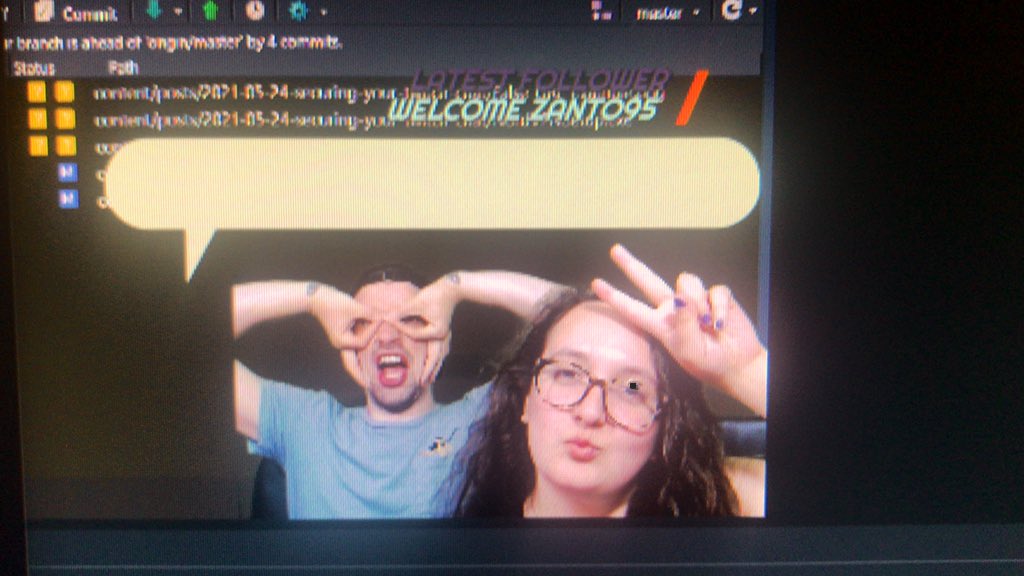 Commit
master
r branch is ahead of 'origin/master' by 4 commits.
Status Path
LATEST FOLLOWER
content/posts/2021-05-24-securing-your-
WELCOME ZANTO95
content/posts/2021-05-24-securing-your-
co
c
c